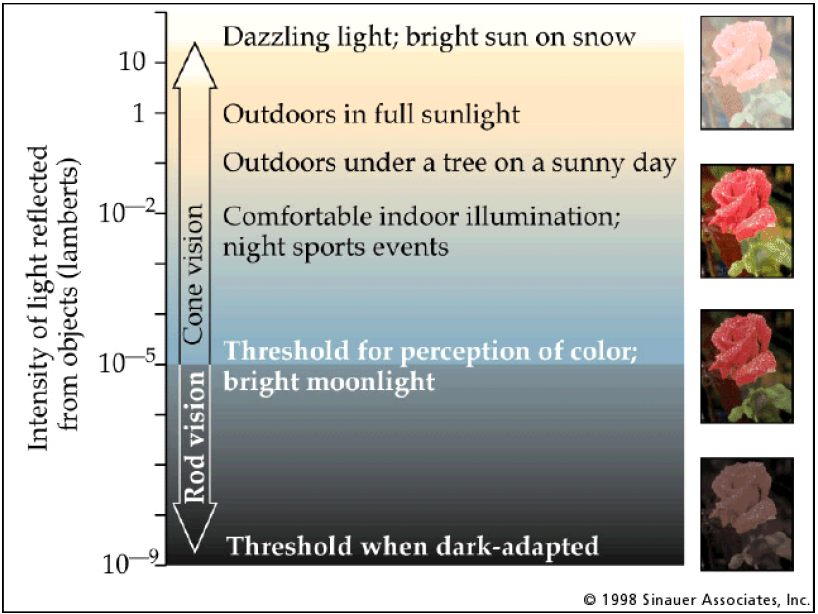 Dazzling light; bright sun on snow
10
1
Outdoors in full sunlight
Outdoors under a tree on a sunny day
10–2
Comfortable indoor illumination;
night sports events
Intensity of light reflected
from objects (lamberts)
Cone vision
10–5
Threshold for perception of color;
bright moonlight
Rod vision
10–9
Threshold when dark-adapted
© 1998 Sinauer Associates, Inc.